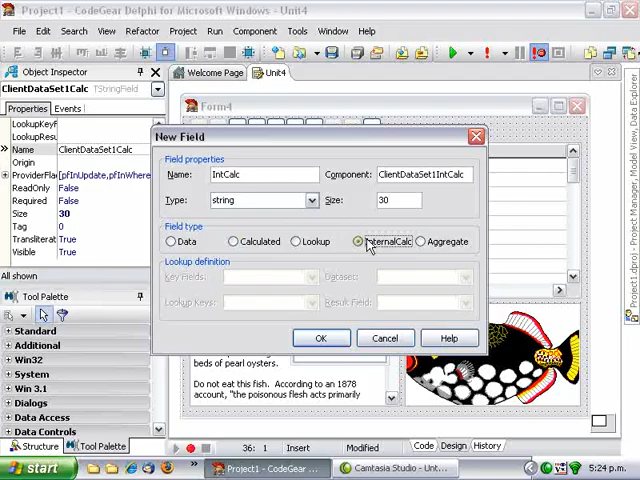 Project1 - CodeGear Delphi of Microsoft Windows - Unit4
File Edit Search View Refactor Project Run Component Tools Window Help
Object Inspector
Welcome Page
Unit4
ClientDataSet1Calc TStringField
Properties Events
Form4
LookupKeyF
LookupResu
Name ClientDataSet1Calc
Origin
ProviderFlag [pfInUpdate,pfInWhere
ReadOnly False
Required False
Size 30
Tag 0
Transliterat True
Visible True
All shown
New Field
Field properties
Name: IntCalc
Component: ClientDataSet1IntCalc
Type: string
Size: 30
Field type
Data Calculated Lookup InternalCalc Aggregate
Lookup definition
Key Fields: Dataset:
Lookup Keys: Result Field:
OK Cancel Help
Tool Palette
Standard
Additional
Win32
System
Win 3.1
Dialogs
Data Access
Data Controls
beds of pearl oysters.
Do not eat this fish. According to an 1878
account, "the poisonous flesh acts primarily
Project1.dproj - Project Manager, Model View, Data Explorer
Structure Tool Palette
36: 1 Insert Modified Code Design History
start
Project1 - CodeGear ...
Camtasia Studio - Unt...
5:24 p.m.